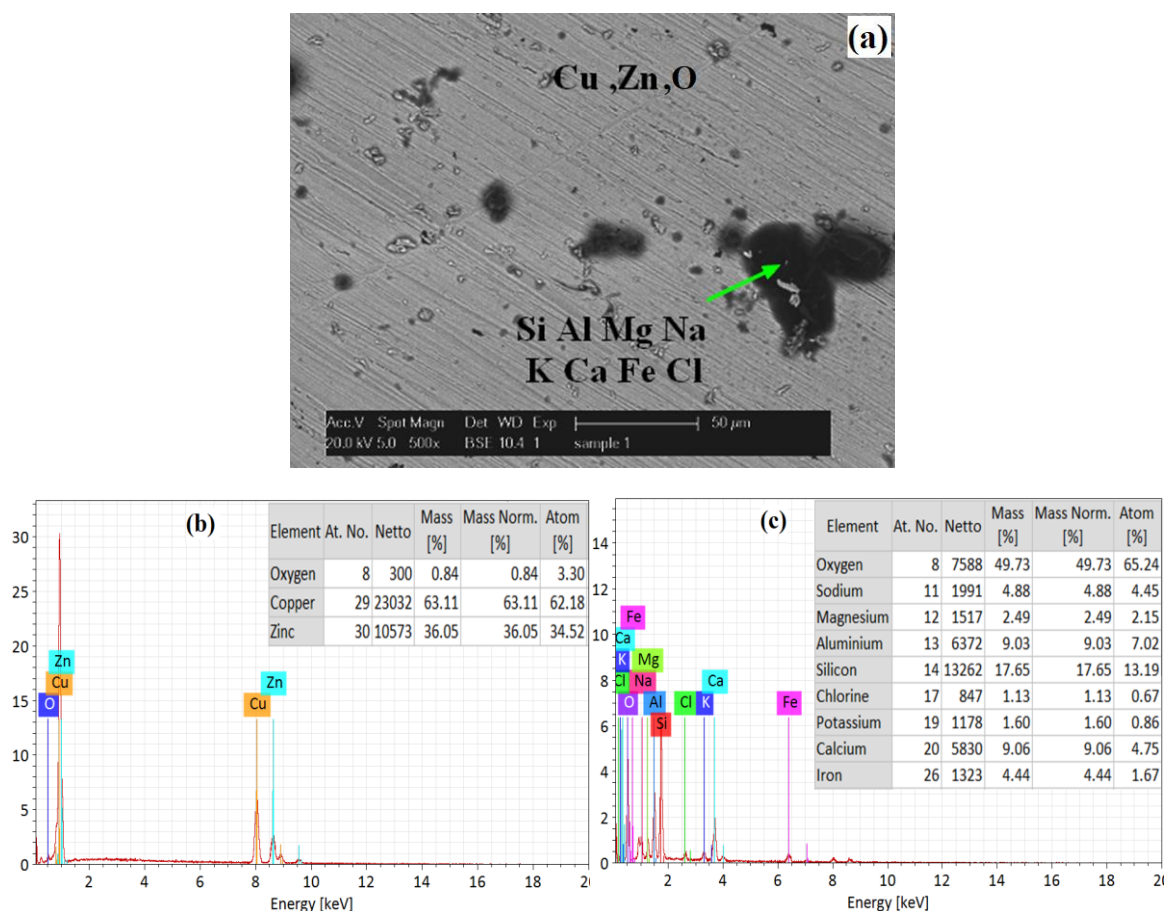 (a)
Cu ,Zn,O
Si Al Mg Na
K Ca Fe Cl
Acc.V Spot Magn Det WD Exp 50 µm
20.0 kV 5.0 500x BSE 10.4 1 sample 1
(b)
Element At. No. Netto Mass [%] Mass Norm. [%] Atom [%]
Oxygen 8 300 0.84 0.84 3.30
Copper 29 23032 63.11 63.11 62.18
Zinc 30 10573 36.05 36.05 34.52
30
25
20
15
10
5
0
Zn
Cu
O
Zn
Cu
2 4 6 8 10 12 14 16 18 20
Energy [keV]
(c)
Element At. No. Netto Mass [%] Mass Norm. [%] Atom [%]
Oxygen 8 7588 49.73 49.73 65.24
Sodium 11 1991 4.88 4.88 4.45
Magnesium 12 1517 2.49 2.49 2.15
Aluminium 13 6372 9.03 9.03 7.02
Silicon 14 13262 17.65 17.65 13.19
Chlorine 17 847 1.13 1.13 0.67
Potassium 19 1178 1.60 1.60 0.86
Calcium 20 5830 9.06 9.06 4.75
Iron 26 1323 4.44 4.44 1.67
14
12
10
8
6
4
2
0
Fe
Ca
K Mg
Cl Na Ca
O Al Cl K Fe
Si
2 4 6 8 10 12 14 16 18 20
Energy [keV]